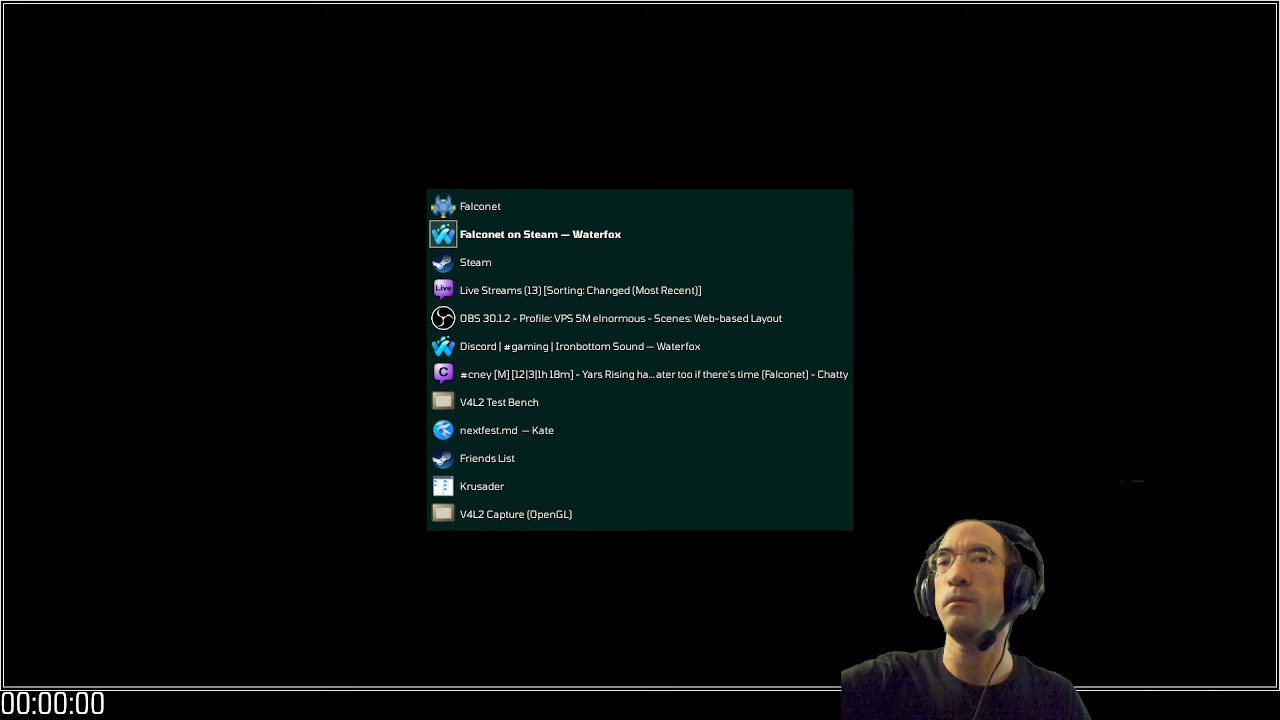 Falconet
Falconet on Steam — Waterfox
Steam
Live
Live Streams (13) [Sorting: Changed (Most Recent)]
OBS 30.1.2 - Profile: VPS 5M elnormous - Scenes: Web-based Layout
Discord | #gaming | Ironbottom Sound — Waterfox
C
#cney [M] [12|3|1h 18m] - Yars Rising ha...ater too if there's time (Falconet) - Chatty
V4L2 Test Bench
nextfest.md — Kate
Friends List
Krusader
V4L2 Capture (OpenGL)
00:00:00